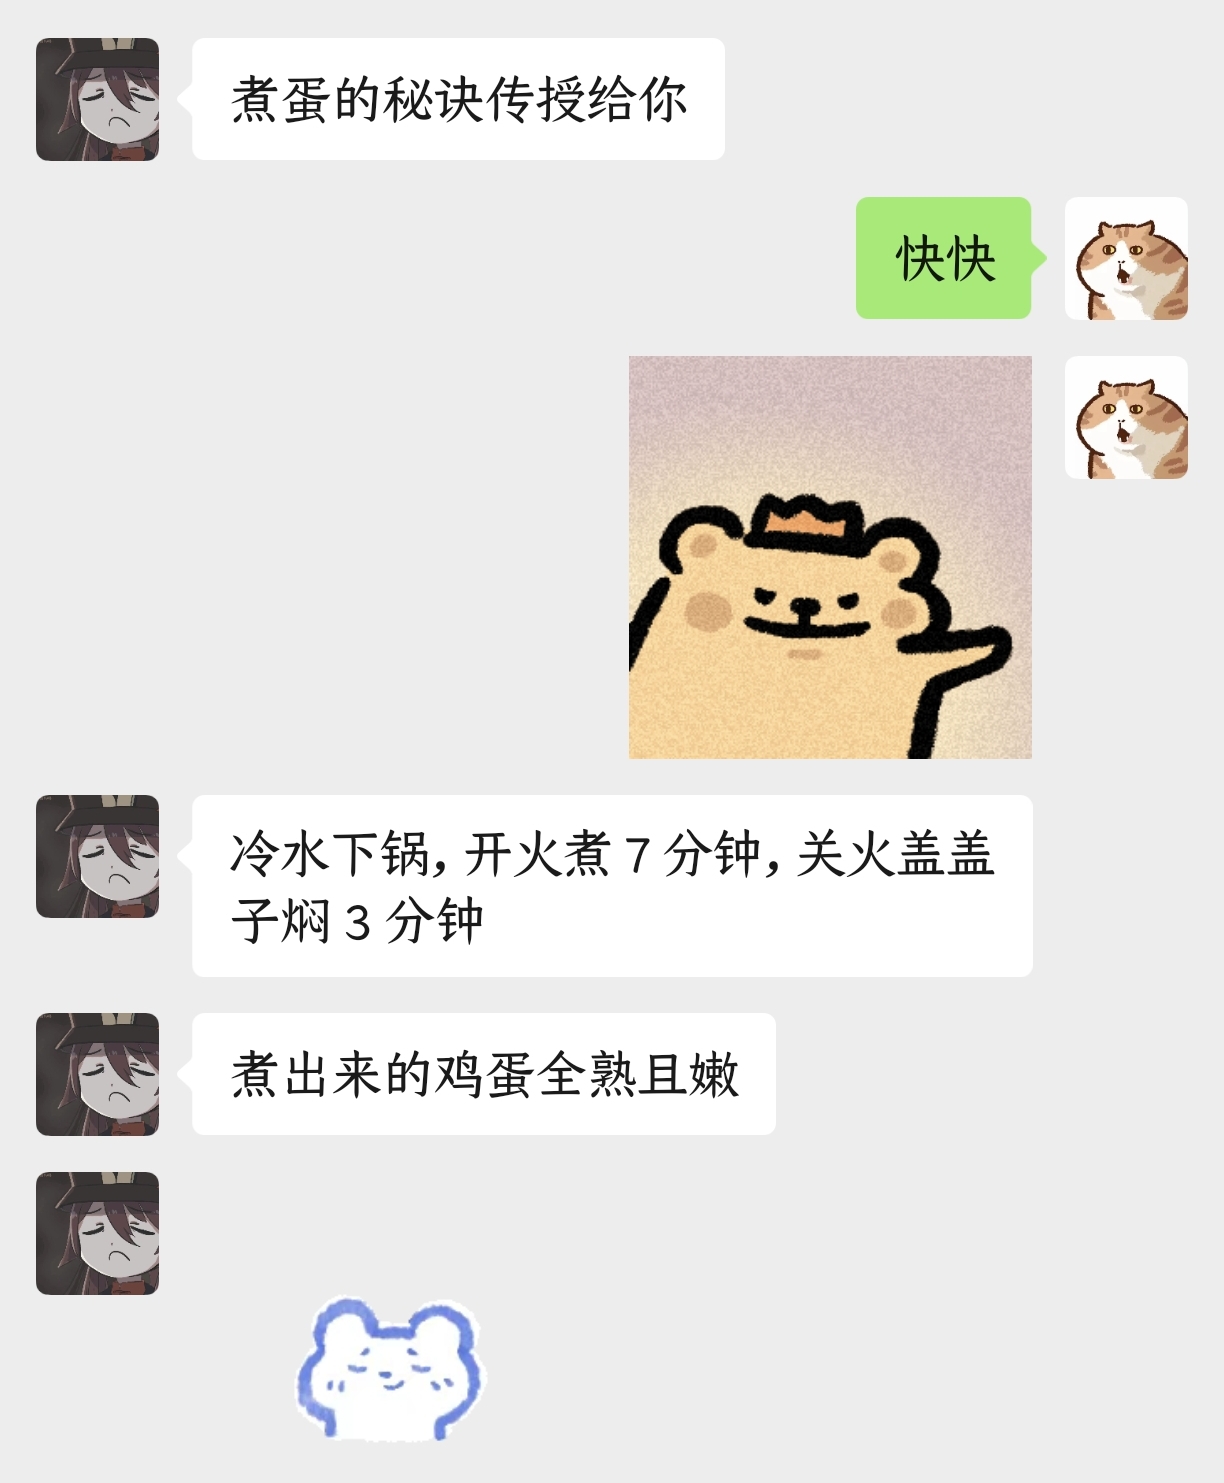 煮蛋的秘诀传授给你
快快
冷水下锅，开火煮 7 分钟，关火盖盖
子焖 3 分钟
煮出来的鸡蛋全熟且嫩